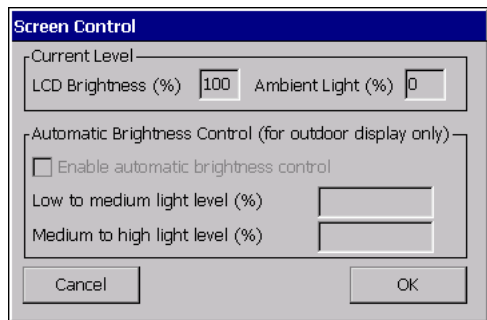 Screen Control
Current Level
LCD Brightness (%) 100 Ambient Light (%) 0
Automatic Brightness Control (for outdoor display only)
Enable automatic brightness control
Low to medium light level (%)
Medium to high light level (%)
Cancel OK